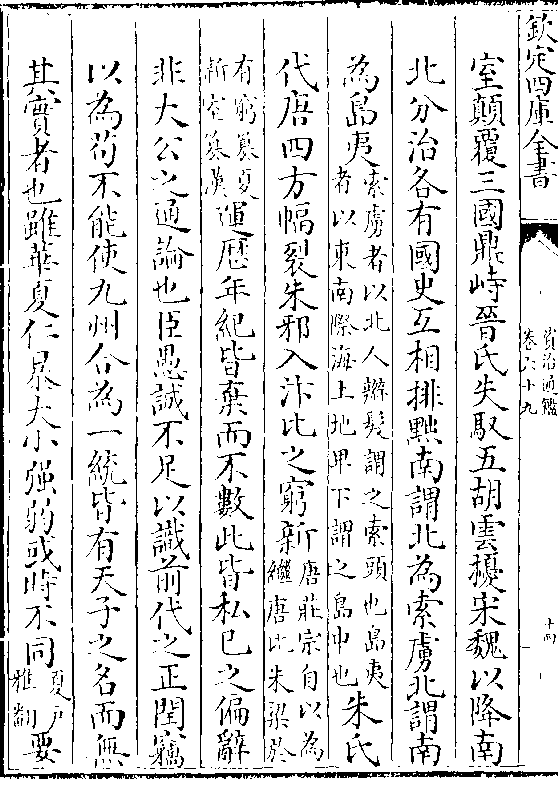 欽定四庫全書
資治通鑑
卷六十九
十四
室顛覆三國鼎峙晉氏失馭五胡雲擾宋魏以降南
北分治各有國史互相排黜南謂北為索虜北謂南
為島夷索虜者以北人辮髮謂之索頭也島夷者以東南際海上地卑下謂之島中也朱氏
代唐四方幅裂朱邪入汴比之窮新唐莊宗自以為繼唐比朱梁於
有窮簒夏新室簒漢運歴年紀皆棄而不數此皆私已之偏辭
非大公之通論也臣愚誠不足以識前代之正閏竊
以為苟不能使九州合為一統皆有天子之名而無
其實者也雖華夏仁暴大小强弱或時不同夏戸雅翻要